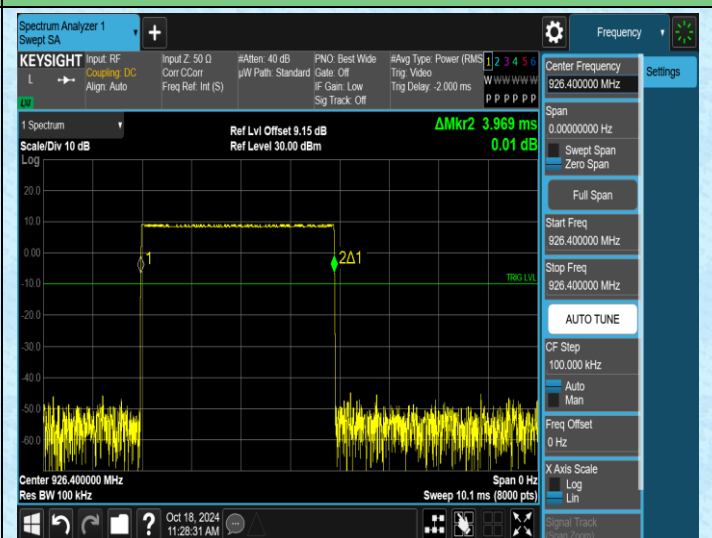 Spectrum Analyzer 1
Swept SA
+
Frequency
KEYSIGHT
L
LXI
Input: RF
Coupling: DC
Align: Auto
Input Z: 50 Ω
Corr CCorr
Freq Ref: Int (S)
#Atten: 40 dB
µW Path: Standard
PNO: Best Wide
Gate: Off
IF Gain: Low
Sig Track: Off
#Avg Type: Power (RMS
Trig: Video
Trig Delay: -2.000 ms
1 2 3 4 5 6
W W W W W W
P P P P P P
Center Frequency
926.400000 MHz
Settings
Span
0.00000000 Hz
Swept Span
Zero Span
Full Span
Start Freq
926.400000 MHz
Stop Freq
926.400000 MHz
AUTO TUNE
CF Step
100.000 kHz
Auto
Man
Freq Offset
0 Hz
X Axis Scale
Log
Lin
Signal Track
(Span Zoom)
1 Spectrum
Scale/Div 10 dB
Log
Ref Lvl Offset 9.15 dB
Ref Level 30.00 dBm
ΔMkr2 3.969 ms
0.01 dB
20.0
10.0
0.00
-10.0
-20.0
-30.0
-40.0
-50.0
-60.0
1
2Δ1
TRIG LVL
Center 926.400000 MHz
Res BW 100 kHz
Span 0 Hz
Sweep 10.1 ms (8000 pts)
?
Oct 18, 2024
11:28:31 AM